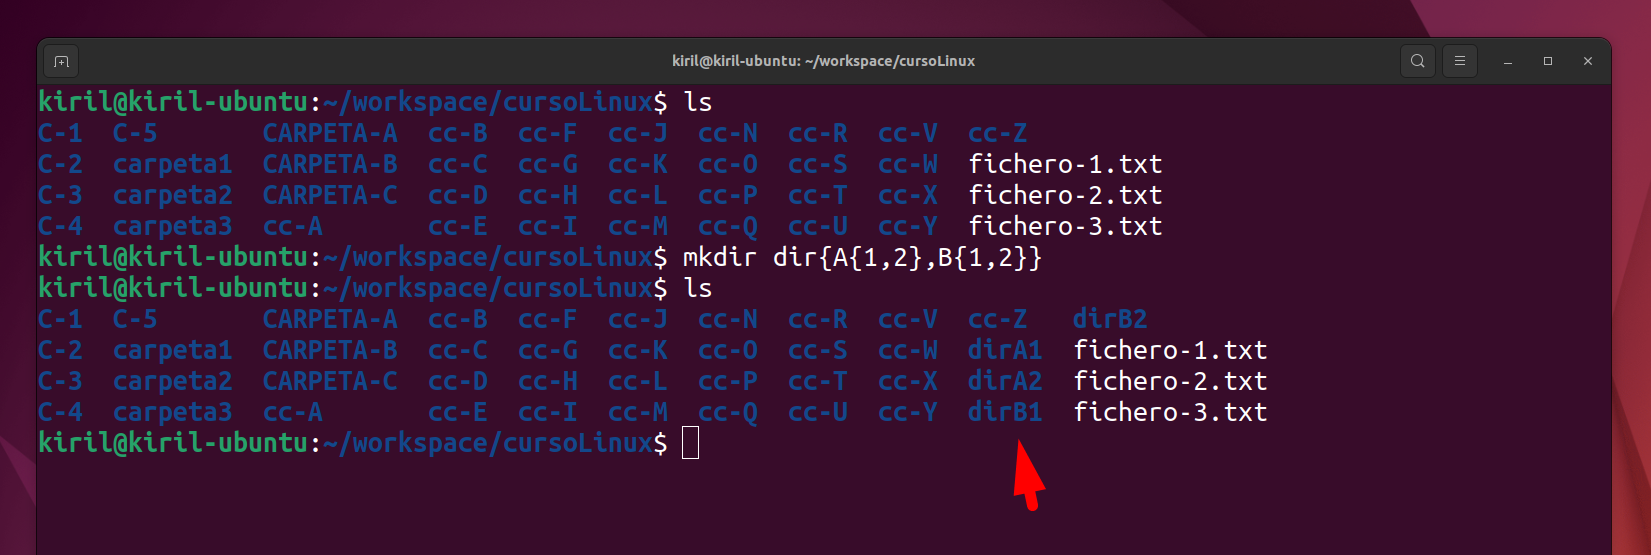 kiril@kiril-ubuntu: ~/workspace/cursoLinux
kiril@kiril-ubuntu:~/workspace/cursoLinux$ ls
C-1  C-5       CARPETA-A  cc-B  cc-F  cc-J  cc-N  cc-R  cc-V  cc-Z
C-2  carpeta1  CARPETA-B  cc-C  cc-G  cc-K  cc-O  cc-S  cc-W  fichero-1.txt
C-3  carpeta2  CARPETA-C  cc-D  cc-H  cc-L  cc-P  cc-T  cc-X  fichero-2.txt
C-4  carpeta3  cc-A       cc-E  cc-I  cc-M  cc-Q  cc-U  cc-Y  fichero-3.txt
kiril@kiril-ubuntu:~/workspace/cursoLinux$ mkdir dir{A{1,2},B{1,2}}
kiril@kiril-ubuntu:~/workspace/cursoLinux$ ls
C-1  C-5       CARPETA-A  cc-B  cc-F  cc-J  cc-N  cc-R  cc-V  cc-Z   dirB2
C-2  carpeta1  CARPETA-B  cc-C  cc-G  cc-K  cc-O  cc-S  cc-W  dirA1  fichero-1.txt
C-3  carpeta2  CARPETA-C  cc-D  cc-H  cc-L  cc-P  cc-T  cc-X  dirA2  fichero-2.txt
C-4  carpeta3  cc-A       cc-E  cc-I  cc-M  cc-Q  cc-U  cc-Y  dirB1  fichero-3.txt
kiril@kiril-ubuntu:~/workspace/cursoLinux$